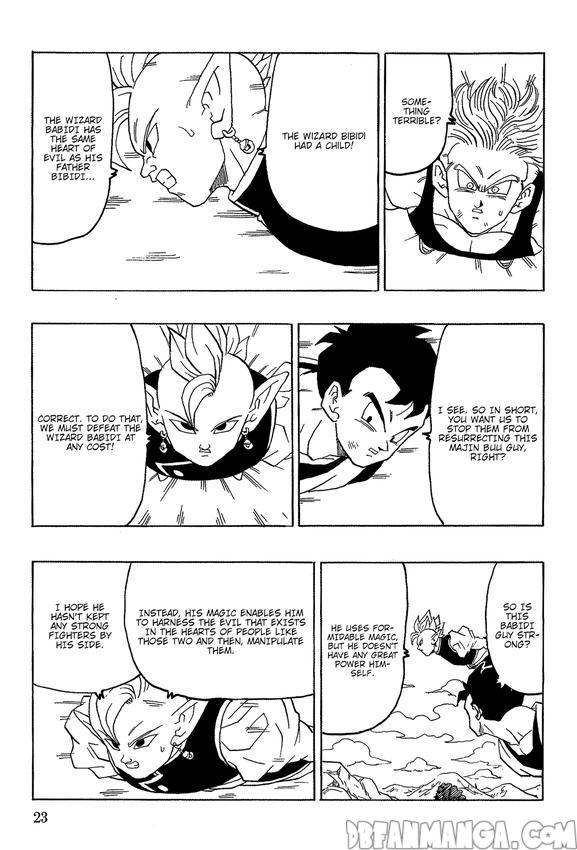 SOME-
THING
TERRIBLE?
THE WIZARD BIBIDI
HAD A CHILD!
THE WIZARD
BABIDI HAS
THE SAME
HEART OF
EVIL AS HIS
FATHER
BIBIDI...
I SEE. SO IN SHORT,
YOU WANT US TO
STOP THEM FROM
RESURRECTING THIS
MAJIN BUU GUY,
RIGHT?
CORRECT. TO DO THAT,
WE MUST DEFEAT THE
WIZARD BABIDI AT
ANY COST!
SO IS
THIS
BABIDI
GUY STR-
ONG?
HE USES FOR-
MIDABLE MAGIC,
BUT HE DOESN'T
HAVE ANY GREAT
POWER HIM-
SELF.
INSTEAD, HIS MAGIC ENABLES HIM
TO HARNESS THE EVIL THAT EXISTS
IN THE HEARTS OF PEOPLE LIKE
THOSE TWO AND THEN, MANIPULATE
THEM.
I HOPE HE
HASN'T KEPT
ANY STRONG
FIGHTERS BY
HIS SIDE.
23
DBFANMANGA.COM